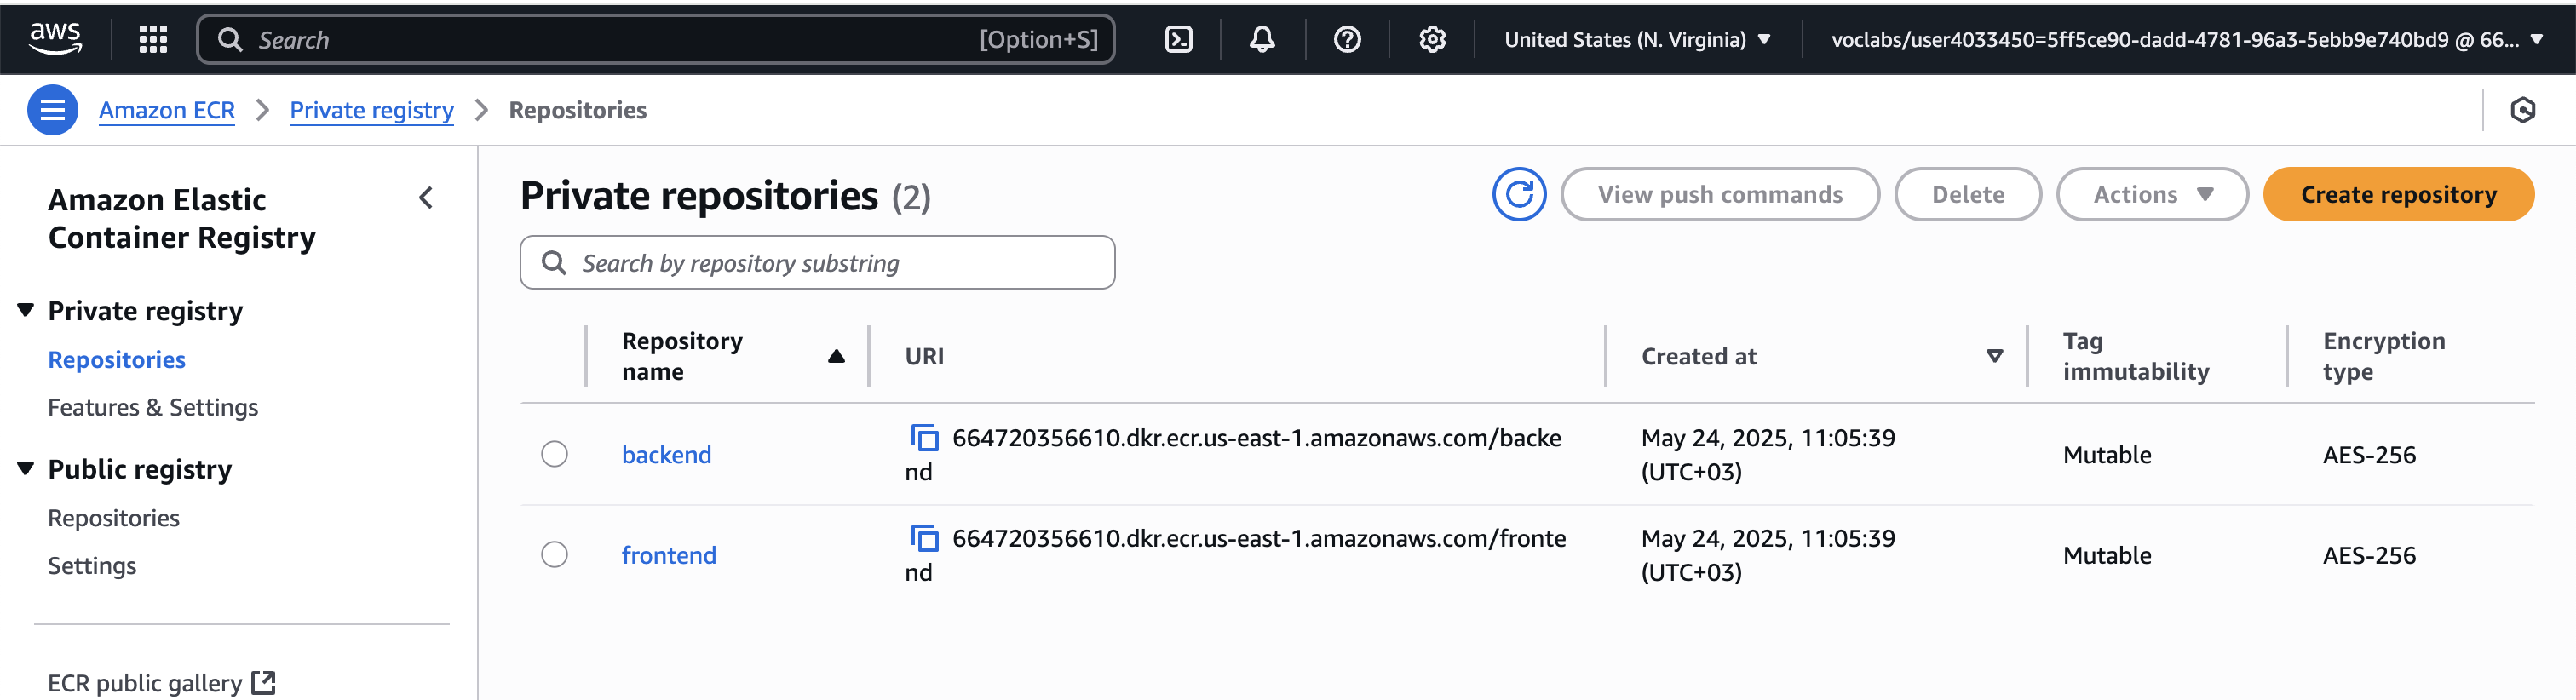 aws
Search [Option+S]
United States (N. Virginia)
voclabs/user4033450=5ff5ce90-dadd-4781-96a3-5ebb9e740bd9 @ 66...
Amazon ECR
Private registry
Repositories
Amazon Elastic
Container Registry
Private registry
Repositories
Features & Settings
Public registry
Repositories
Settings
ECR public gallery
Private repositories (2)
View push commands
Delete
Actions
Create repository
Search by repository substring
Repository
name
URI
Created at
Tag
immutability
Encryption
type
backend
664720356610.dkr.ecr.us-east-1.amazonaws.com/backe
nd
May 24, 2025, 11:05:39
(UTC+03)
Mutable
AES-256
frontend
664720356610.dkr.ecr.us-east-1.amazonaws.com/fronte
nd
May 24, 2025, 11:05:39
(UTC+03)
Mutable
AES-256